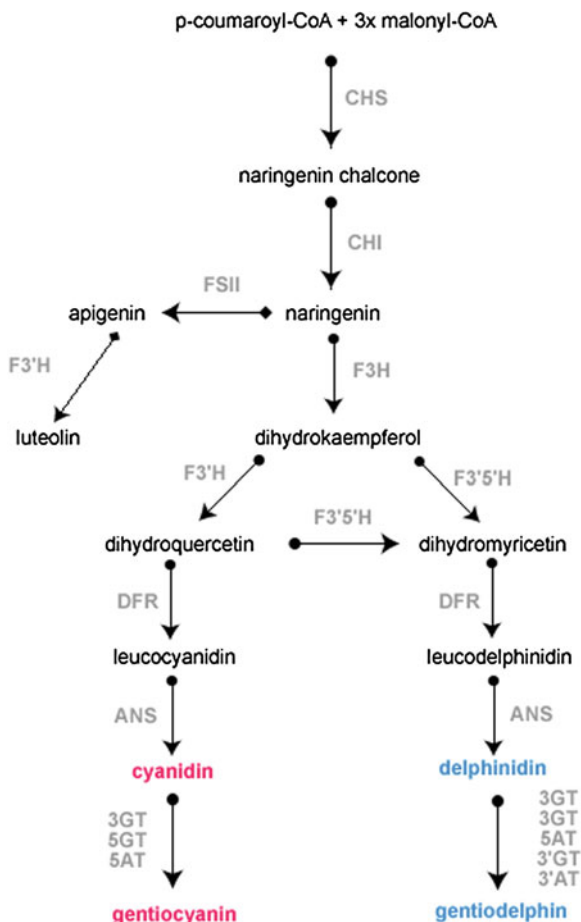 p-coumaroyl-CoA + 3x malonyl-CoA
CHS
naringenin chalcone
CHI
FSII
apigenin
naringenin
F3'H
F3H
luteolin
dihydrokaempferol
F3'H
F3'5'H
F3'5'H
dihydroquercetin
dihydromyricetin
DFR
DFR
leucocyanidin
leucodelphinidin
ANS
ANS
cyanidin
delphinidin
3GT
5GT
5AT
3GT
3GT
5AT
3'GT
3'AT
gentiocyanin
gentiodelphin